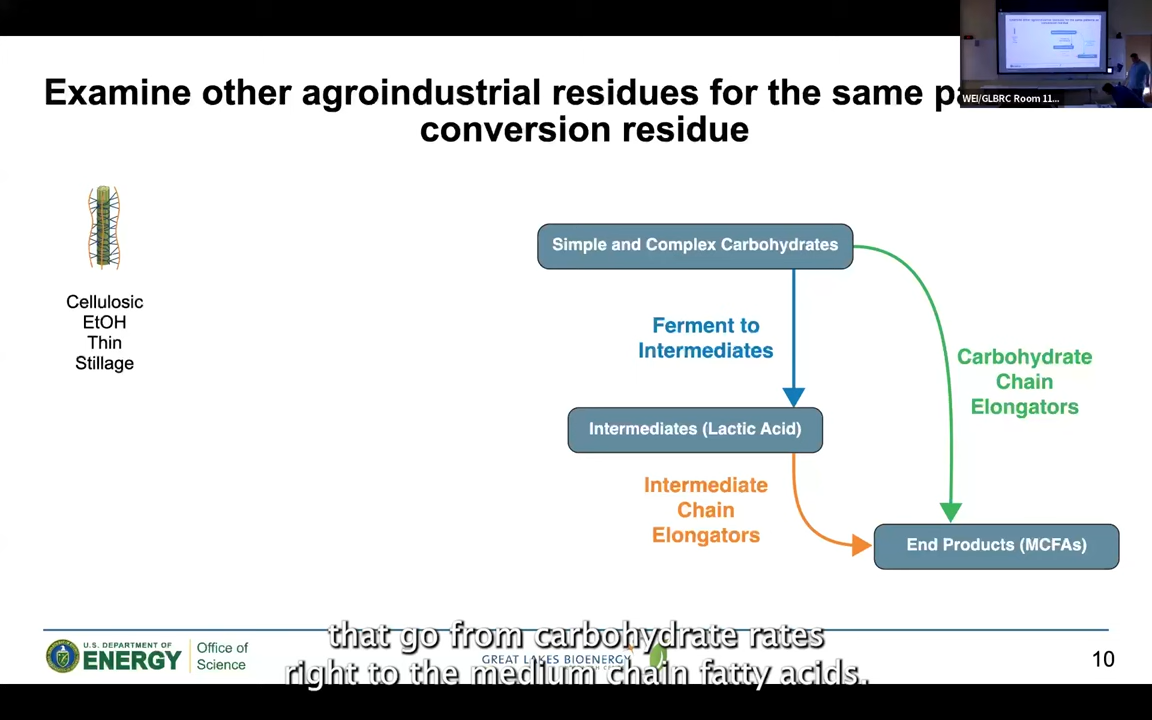 Examine other agroindustrial residues for the same
conversion residue
WEI/GLBRC Room 11...
Cellulosic
EtOH
Thin
Stillage
Simple and Complex Carbohydrates
Ferment to
Intermediates
Carbohydrate
Chain
Elongators
Intermediates (Lactic Acid)
Intermediate
Chain
Elongators
End Products (MCFAs)
U.S. DEPARTMENT OF
ENERGY
Office of
Science
GREAT LAKES BIOENERGY
10
that go from carbohydrate rates
right to the medium chain fatty acids.